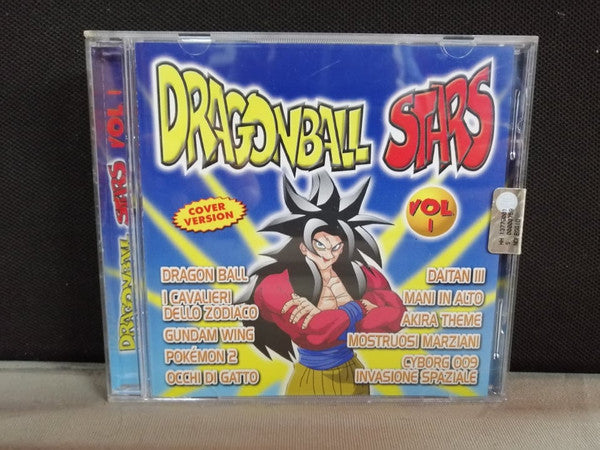 DRAGONBALL STARS VOL 1
DRAGONBALL STARS
COVER
VERSION
VOL
1
DRAGON BALL
I CAVALIERI
DELLO ZODIACO
GUNDAM WING
POKÉMON 2
OCCHI DI GATTO
DAITAN III
MANI IN ALTO
AKIRA THEME
MOSTRUOSI MARZIANI
CYBORG 009
INVASIONE SPAZIALE